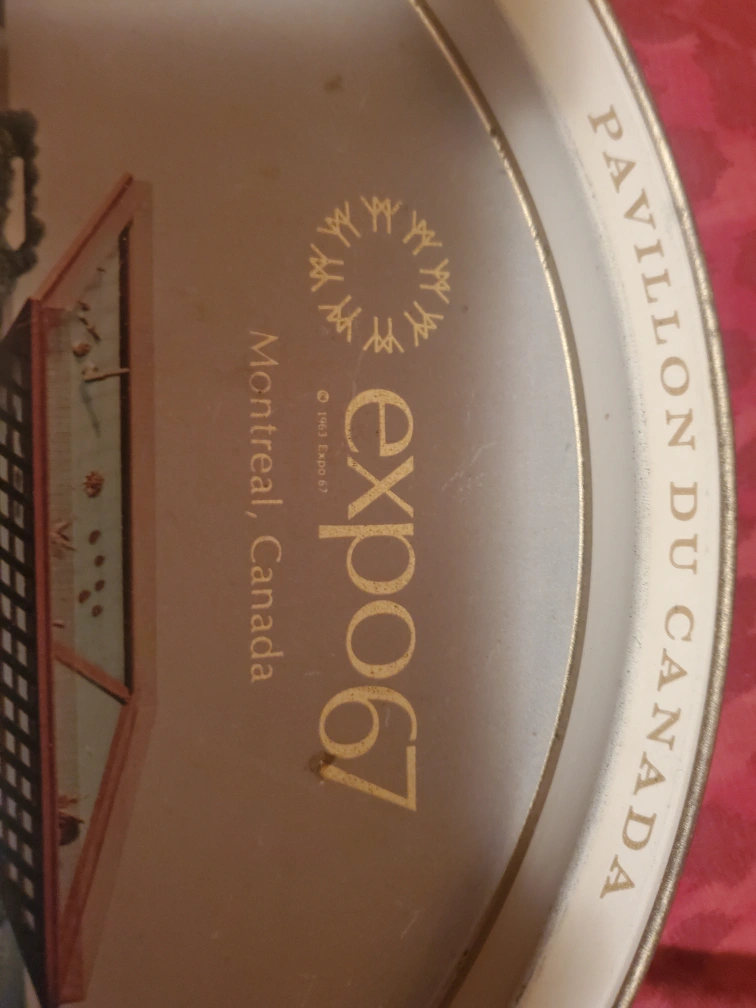 PAVILLON DU CANADA
expo67
© 1963 Expo 67
Montreal, Canada